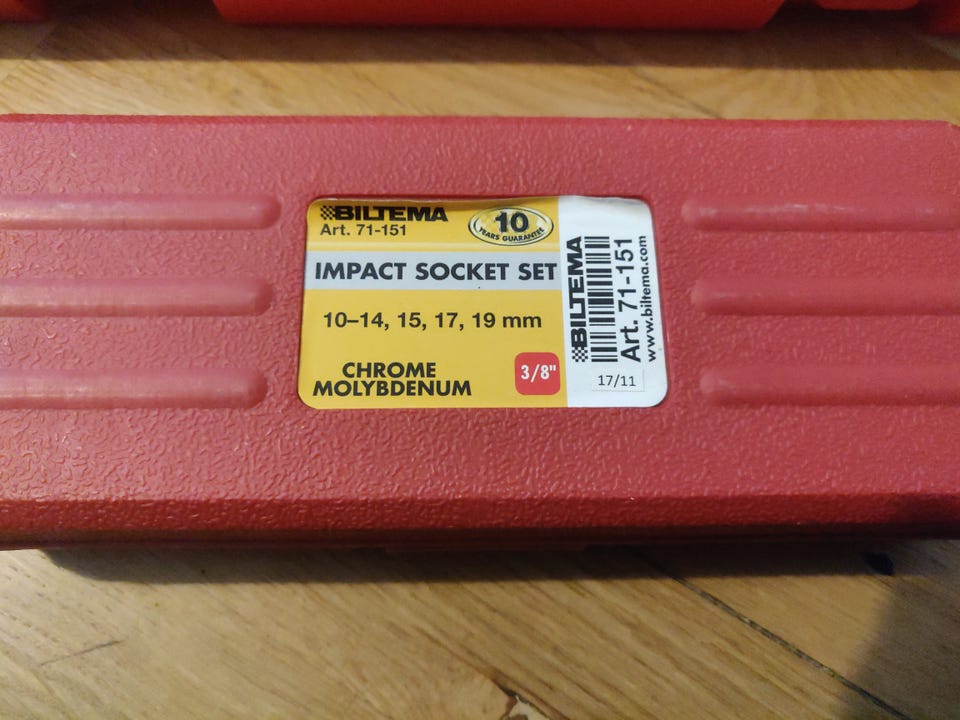 BILTEMA
Art. 71-151
10
YEARS GUARANTEE
IMPACT SOCKET SET
10–14, 15, 17, 19 mm
CHROME
MOLYBDENUM
3/8"
BILTEMA
Art. 71-151
www.biltema.com
17/11